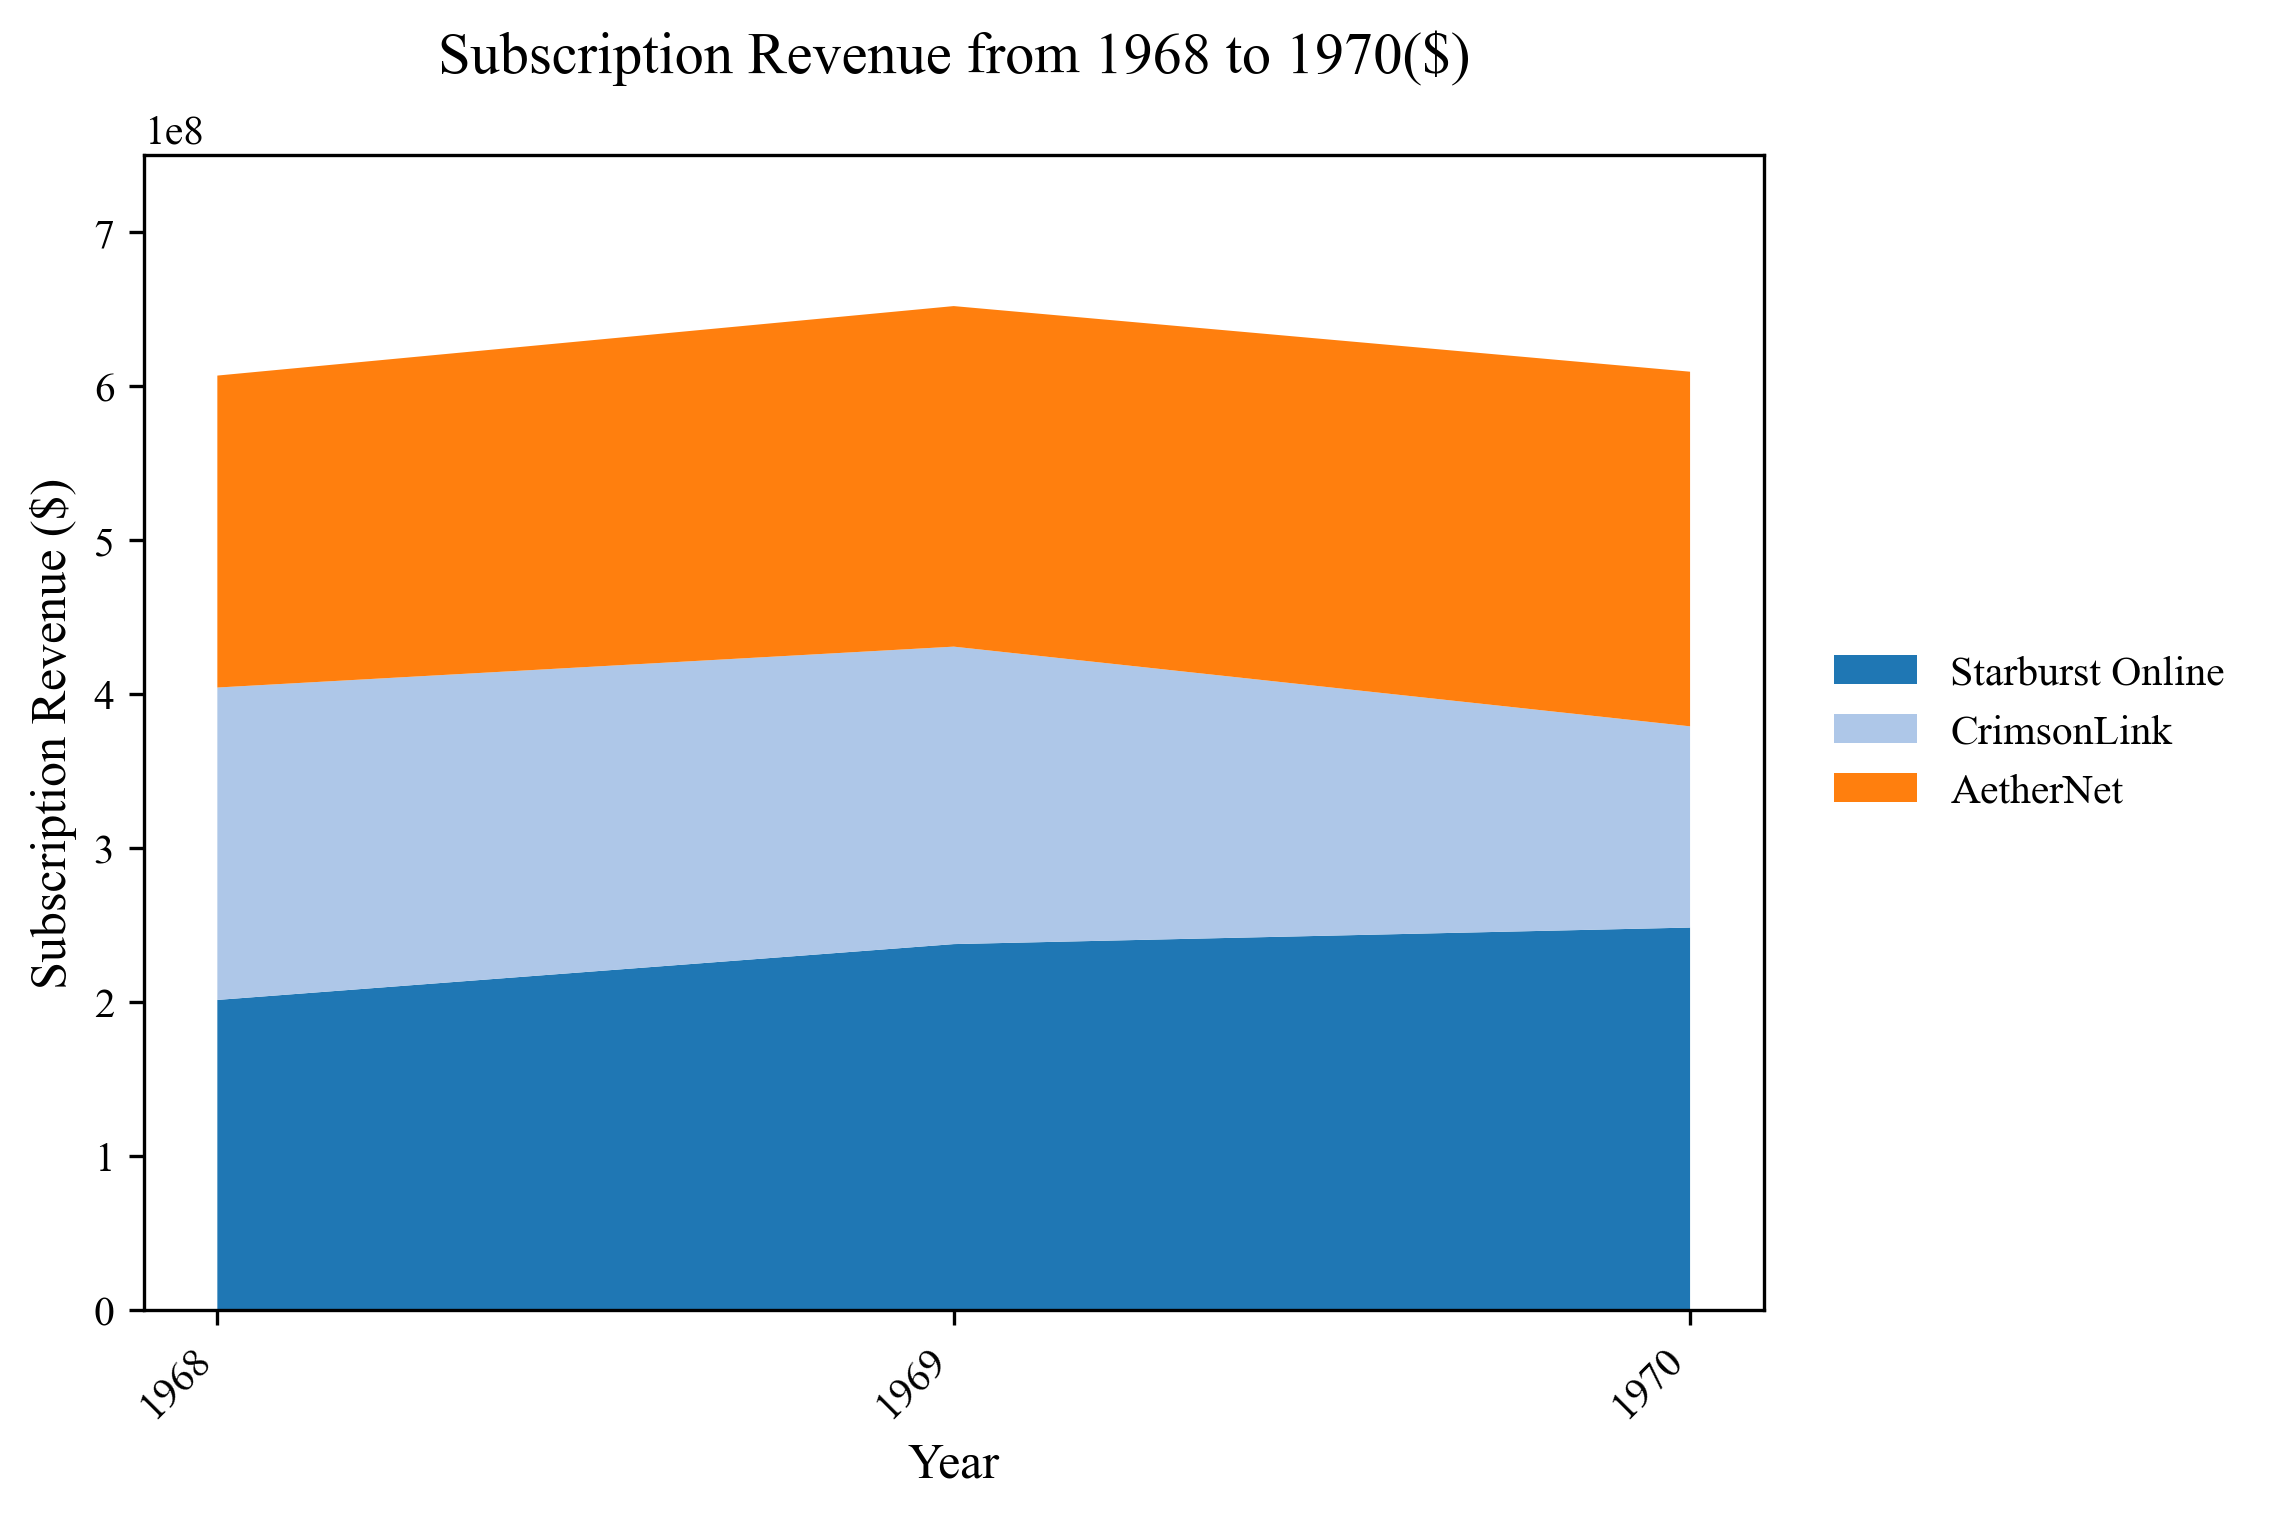 Subscription Revenue from 1968 to 1970($)
1e8
7
6
5
4
3
2
1
0
Subscription Revenue ($)
1968
1969
1970
Year
Starburst Online
CrimsonLink
AetherNet